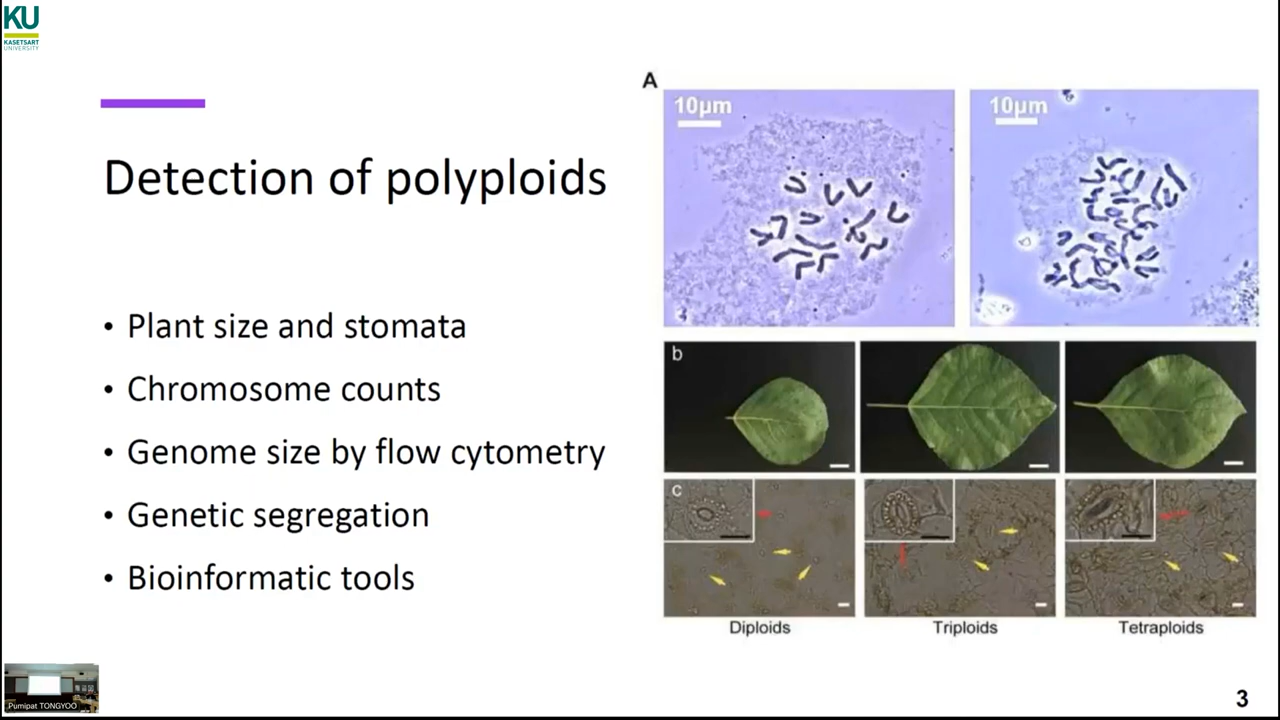 KU
KASETSART
UNIVERSITY
Detection of polyploids
• Plant size and stomata
• Chromosome counts
• Genome size by flow cytometry
• Genetic segregation
• Bioinformatic tools
A
10μm
10μm
b
c
Diploids
Triploids
Tetraploids
Pumipat TONGYOO
3